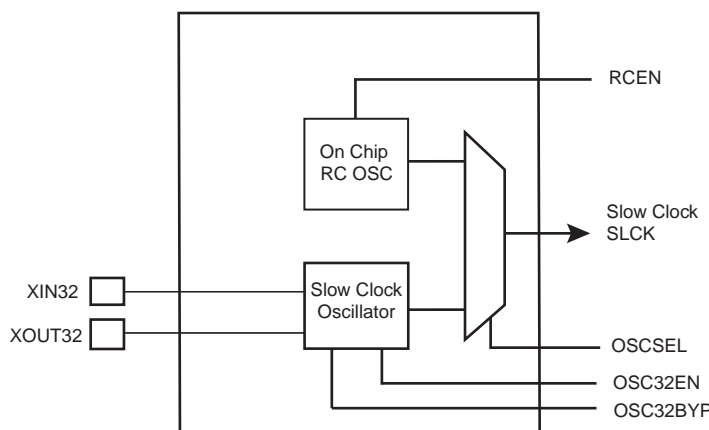 RCEN
On Chip
RC OSC
Slow Clock
SLCK
XIN32
Slow Clock
Oscillator
XOUT32
OSCSEL
OSC32EN
OSC32BYP